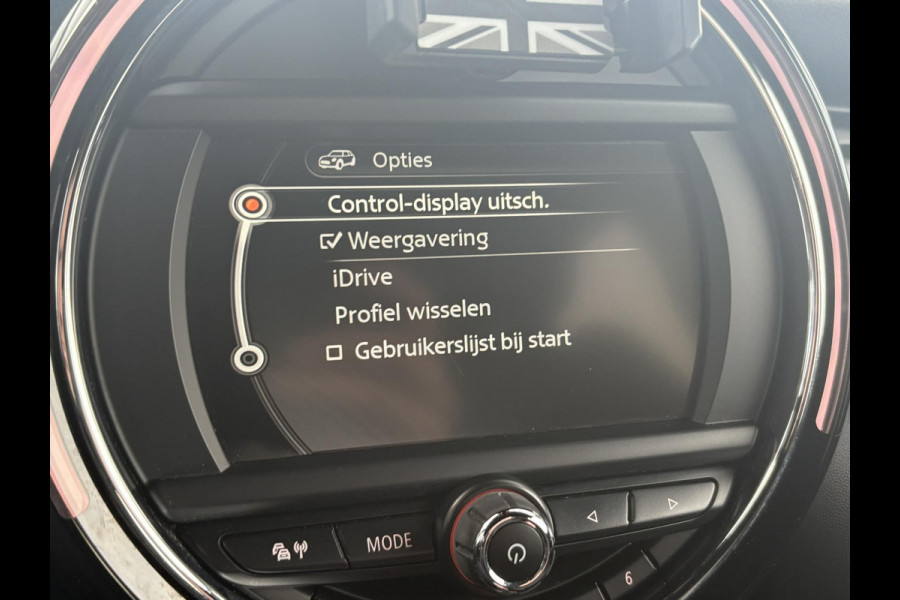 Opties
Control-display uitsch.
Weergavering
iDrive
Profiel wisselen
Gebruikerslijst bij start
MODE
6